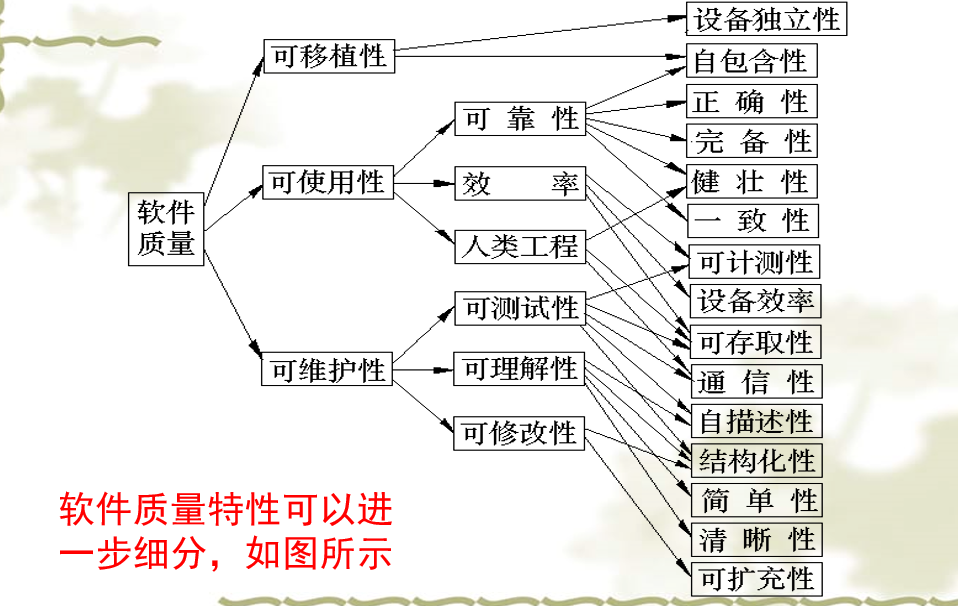 设备独立性
可移植性
自包含性
正确性
可靠性
完备性
可使用性
效率
健壮性
软件
质量
一致性
人类工程
可计测性
设备效率
可测试性
可存取性
可维护性
可理解性
通信性
自描述性
可修改性
结构化性
简单性
软件质量特性可以进
一步细分，如图所示
清晰性
可扩充性